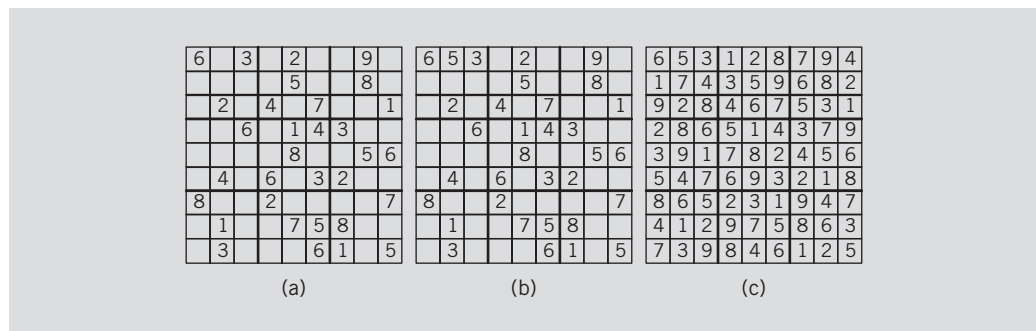 6 3 2 9
5 8
2 4 7 1
6 1 4 3
8 5 6
4 6 3 2
8 2 7
1 7 5 8
3 6 1 5
(a)
6 5 3 2 9
5 8
2 4 7 1
6 1 4 3
8 5 6
4 6 3 2
8 2 7
1 7 5 8
3 6 1 5
(b)
6 5 3 1 2 8 7 9 4
1 7 4 3 5 9 6 8 2
9 2 8 4 6 7 5 3 1
2 8 6 5 1 4 3 7 9
3 9 1 7 8 2 4 5 6
5 4 7 6 9 3 2 1 8
8 6 5 2 3 1 9 4 7
4 1 2 9 7 5 8 6 3
7 3 9 8 4 6 1 2 5
(c)